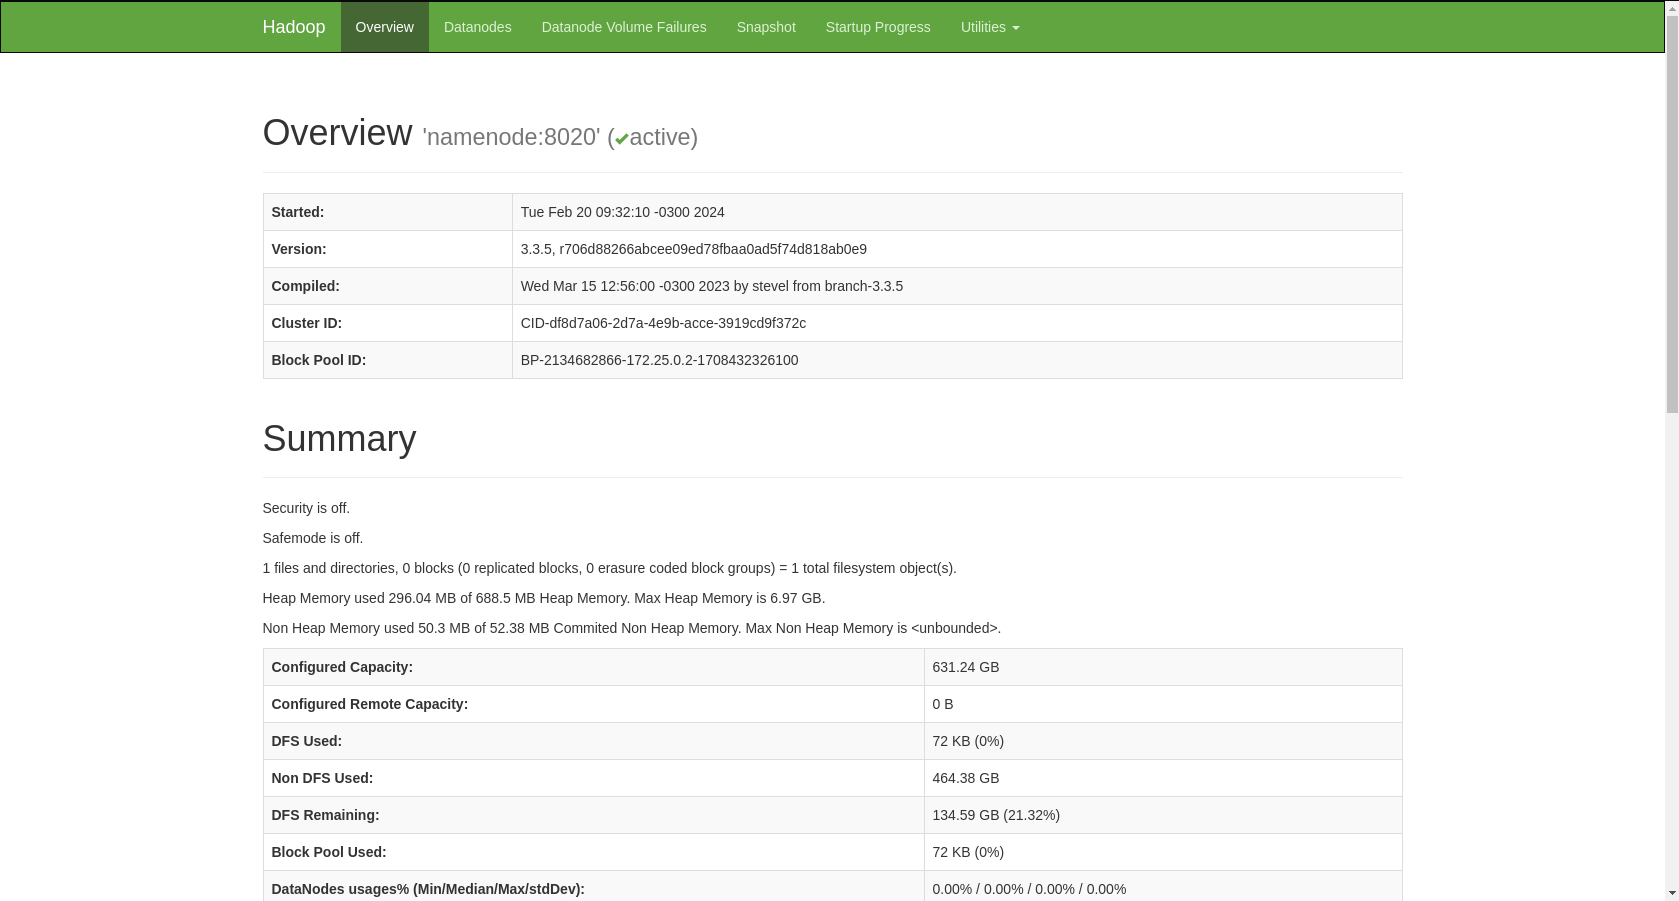 Hadoop Overview Datanodes Datanode Volume Failures Snapshot Startup Progress Utilities
Overview 'namenode:8020' (✔active)
Started: Tue Feb 20 09:32:10 -0300 2024
Version: 3.3.5, r706d88266abcee09ed78fbaa0ad5f74d818ab0e9
Compiled: Wed Mar 15 12:56:00 -0300 2023 by stevel from branch-3.3.5
Cluster ID: CID-df8d7a06-2d7a-4e9b-acce-3919cd9f372c
Block Pool ID: BP-2134682866-172.25.0.2-1708432326100
Summary
Security is off.
Safemode is off.
1 files and directories, 0 blocks (0 replicated blocks, 0 erasure coded block groups) = 1 total filesystem object(s).
Heap Memory used 296.04 MB of 688.5 MB Heap Memory. Max Heap Memory is 6.97 GB.
Non Heap Memory used 50.3 MB of 52.38 MB Commited Non Heap Memory. Max Non Heap Memory is <unbounded>.
Configured Capacity: 631.24 GB
Configured Remote Capacity: 0 B
DFS Used: 72 KB (0%)
Non DFS Used: 464.38 GB
DFS Remaining: 134.59 GB (21.32%)
Block Pool Used: 72 KB (0%)
DataNodes usages% (Min/Median/Max/stdDev): 0.00% / 0.00% / 0.00% / 0.00%